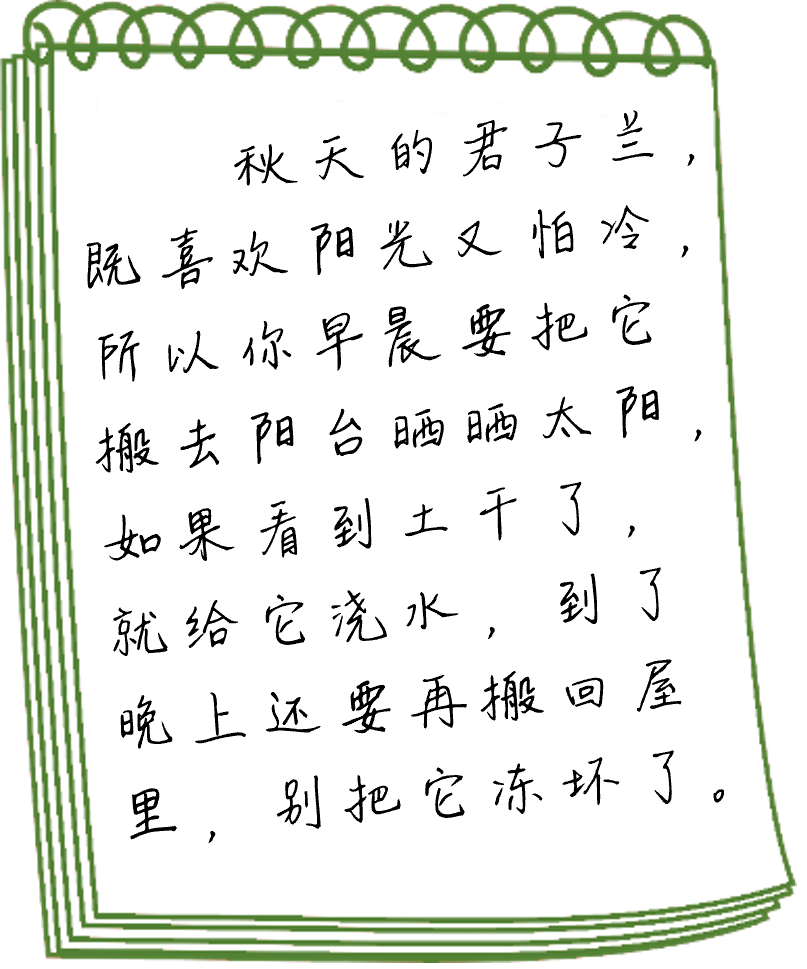 秋天的君子兰，
既喜欢阳光又怕冷，
所以你早晨要把它
搬去阳台晒晒太阳，
如果看到土干了，
就给它浇水，到了
晚上还要再搬回屋
里，别把它冻坏了。